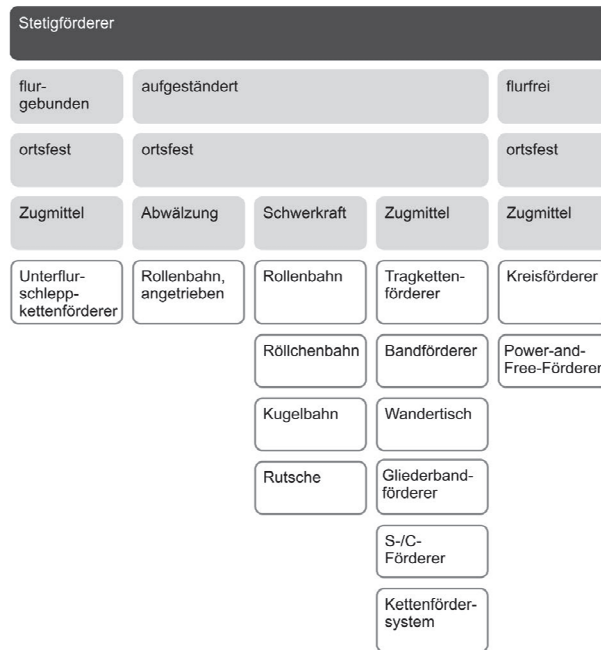 Stetigförderer
flur-
gebunden
aufgeständert
flurfrei
ortsfest
ortsfest
ortsfest
Zugmittel
Abwälzung
Schwerkraft
Zugmittel
Zugmittel
Unterflur-
schlepp-
kettenförderer
Rollenbahn,
angetrieben
Rollenbahn
Tragketten-
förderer
Kreisförderer
Röllchenbahn
Bandförderer
Power-and-
Free-Förderer
Kugelbahn
Wandertisch
Rutsche
Gliederband-
förderer
S-/C-
Förderer
Kettenförder-
system